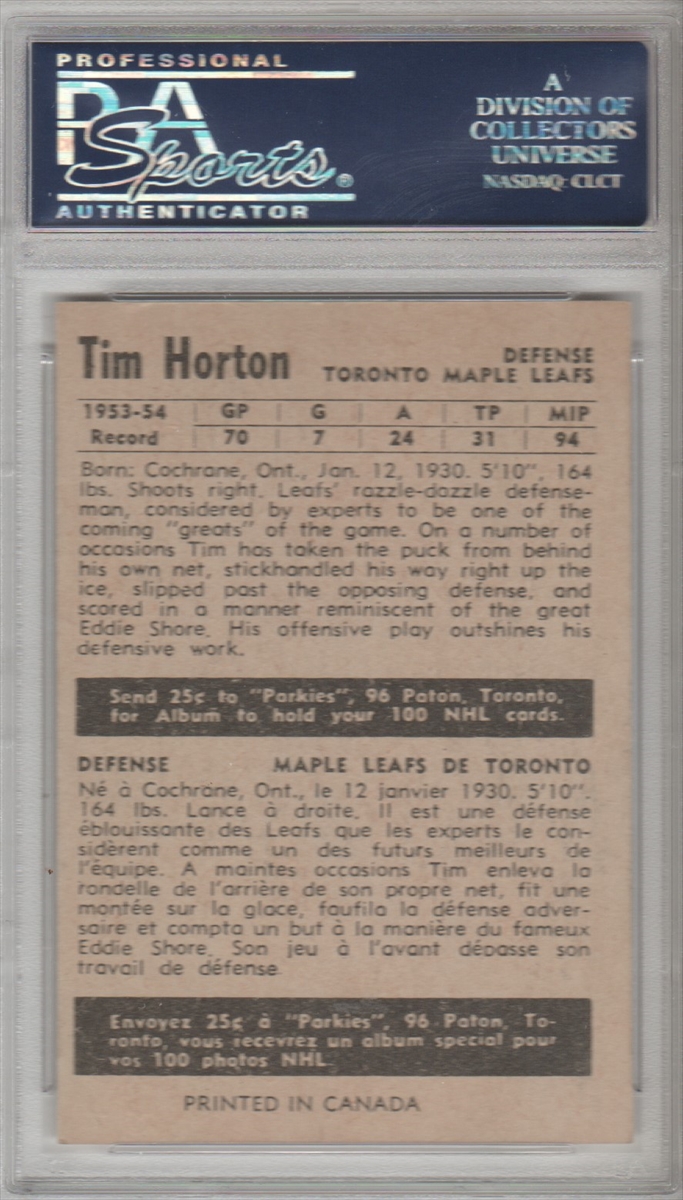 PROFESSIONAL
PSA
Sports®
AUTHENTICATOR
A
DIVISION OF
COLLECTORS
UNIVERSE
NASDAQ: CLCT
Tim Horton
DEFENSE
TORONTO MAPLE LEAFS
1953-54 | GP | G | A | TP | MIP
Record | 70 | 7 | 24 | 31 | 94
Born: Cochrane, Ont., Jan. 12, 1930. 5'10", 164
lbs. Shoots right. Leafs' razzle-dazzle defense-
man, considered by experts to be one of the
coming "greats" of the game. On a number of
occasions Tim has taken the puck from behind
his own net, stickhandled his way right up the
ice, slipped past the opposing defense, and
scored in a manner reminiscent of the great
Eddie Shore. His offensive play outshines his
defensive work.
Send 25¢ to "Parkies", 96 Paton, Toronto,
for Album to hold your 100 NHL cards.
DEFENSE MAPLE LEAFS DE TORONTO
Né à Cochrane, Ont., le 12 janvier 1930. 5'10".
164 lbs. Lance à droite. Il est une défense
éblouissante des Leafs que les experts le con-
sidèrent comme un des futurs meilleurs de
l'équipe. A maintes occasions Tim enleva la
rondelle de l'arrière de son propre net, fit une
montée sur la glace, faufila la défense adver-
saire et compta un but à la manière du fameux
Eddie Shore. Son jeu à l'avant dépasse son
travail de défense.
Envoyez 25¢ à "Parkies", 96 Paton, To-
ronto, vous recevrez un album special pour
vos 100 photos NHL.
PRINTED IN CANADA